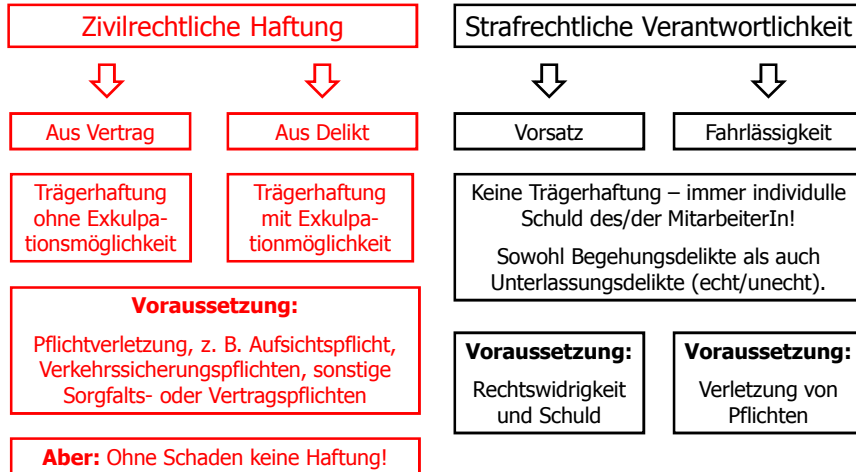 Zivilrechtliche Haftung
Aus Vertrag
Aus Delikt
Trägerhaftung
ohne Exkulpa-
tionsmöglichkeit
Trägerhaftung
mit Exkulpa-
tionmöglichkeit
Voraussetzung:
Pflichtverletzung, z. B. Aufsichtspflicht,
Verkehrssicherungspflichten, sonstige
Sorgfalts- oder Vertragspflichten
Aber: Ohne Schaden keine Haftung!
Strafrechtliche Verantwortlichkeit
Vorsatz
Fahrlässigkeit
Keine Trägerhaftung – immer individulle
Schuld des/der MitarbeiterIn!
Sowohl Begehungsdelikte als auch
Unterlassungsdelikte (echt/unecht).
Voraussetzung:
Rechtswidrigkeit
und Schuld
Voraussetzung:
Verletzung von
Pflichten